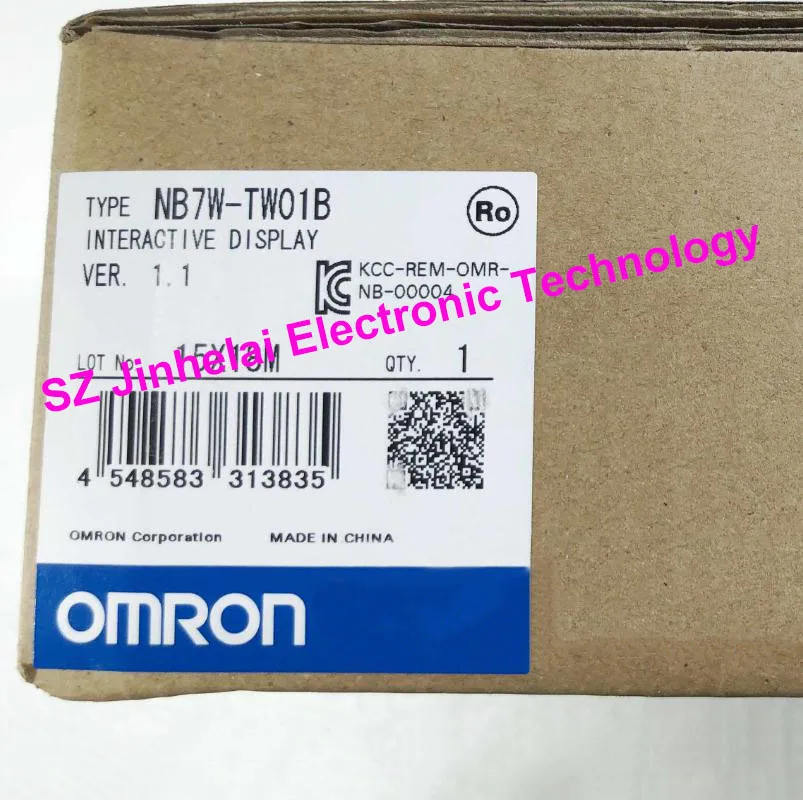 TYPE NB7W-TW01B
Ro
INTERACTIVE DISPLAY
VER. 1.1
KCC-REM-OMR-
NB-00004
SZ Jinhelai Electronic Technology
LOT No.
QTY. 1
4 548583 313835
OMRON Corporation MADE IN CHINA
OMRON